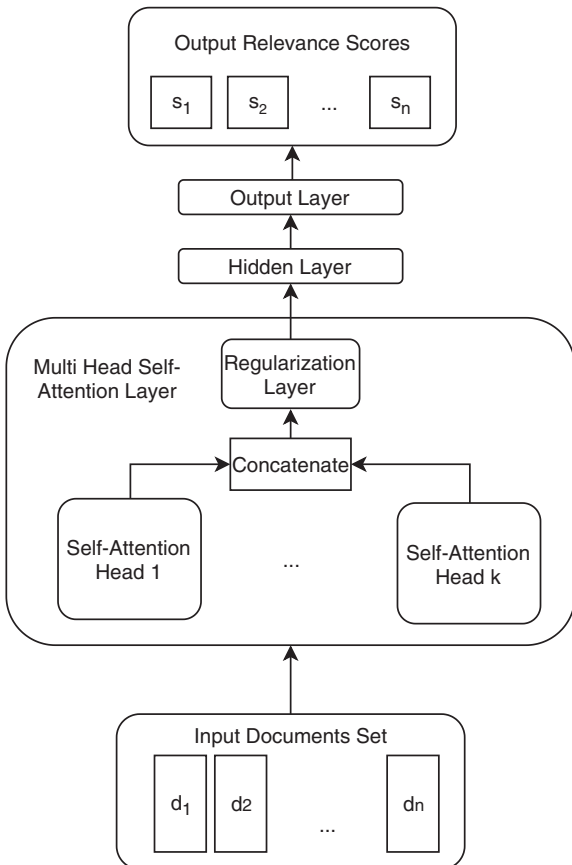 Output Relevance Scores
s₁ s₂ ... sₙ
Output Layer
Hidden Layer
Multi Head Self-
Attention Layer
Regularization
Layer
Concatenate
Self-Attention
Head 1
...
Self-Attention
Head k
Input Documents Set
d₁ d2 ... dn